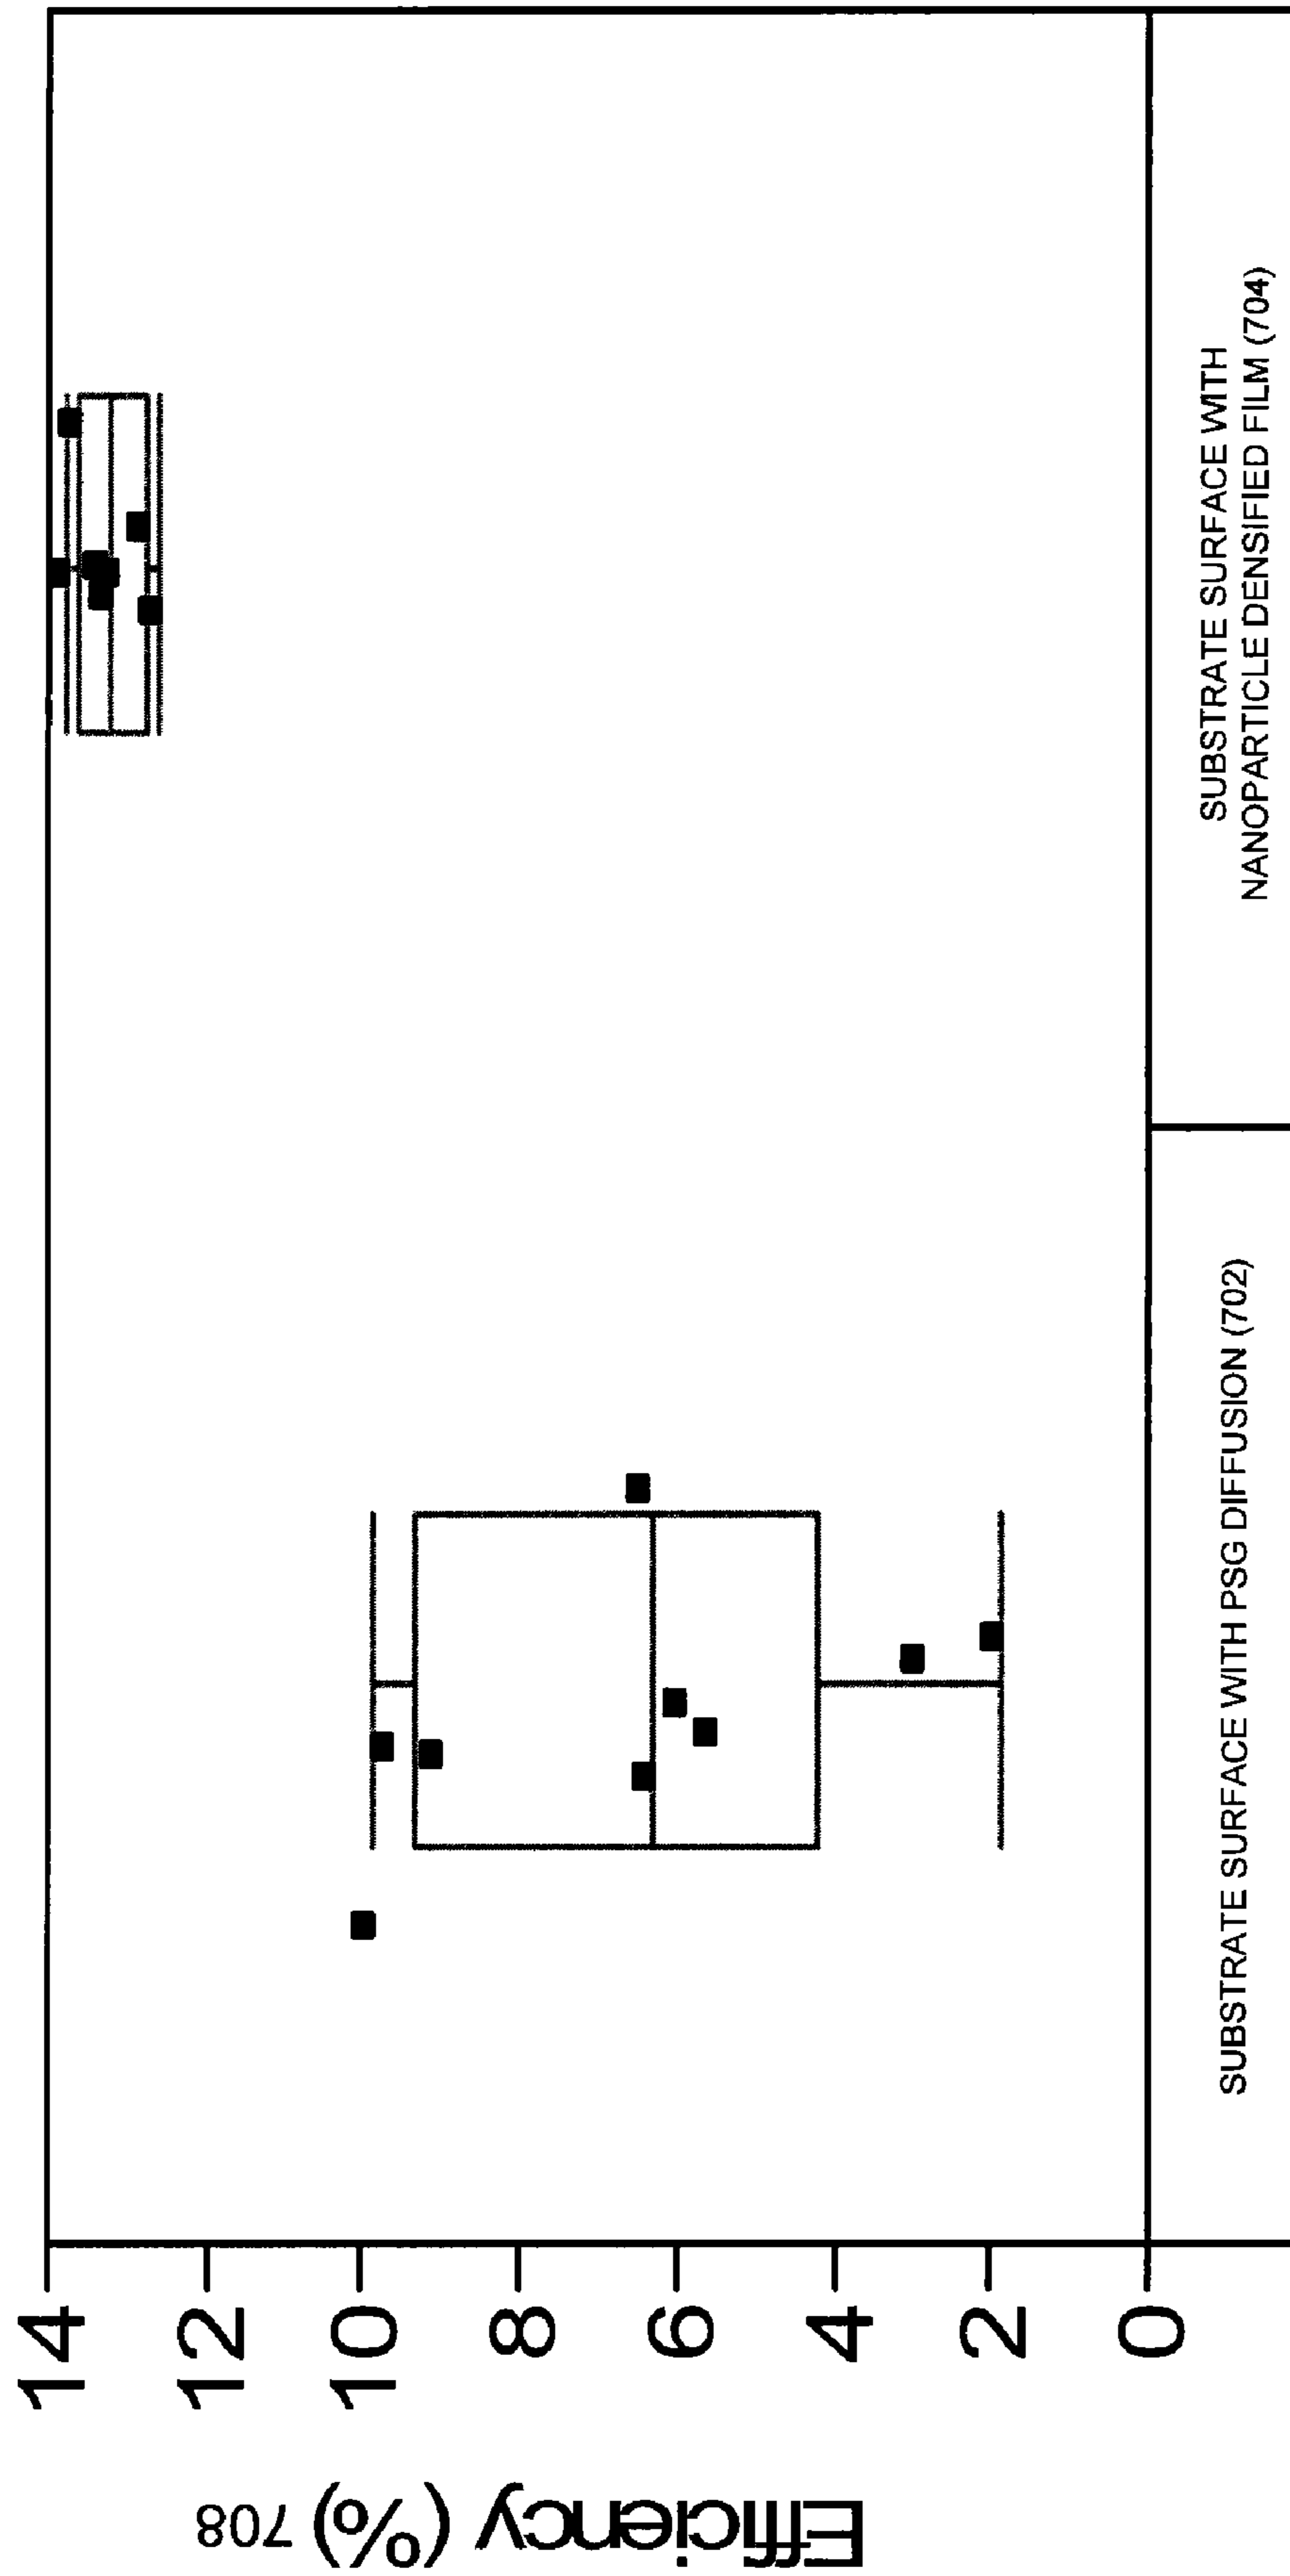 Efficiency (%) 708
14
12
10
8
6
4
2
0
SUBSTRATE SURFACE WITH PSG DIFFUSION (702)
SUBSTRATE SURFACE WITH
NANOPARTICLE DENSIFIED FILM (704)